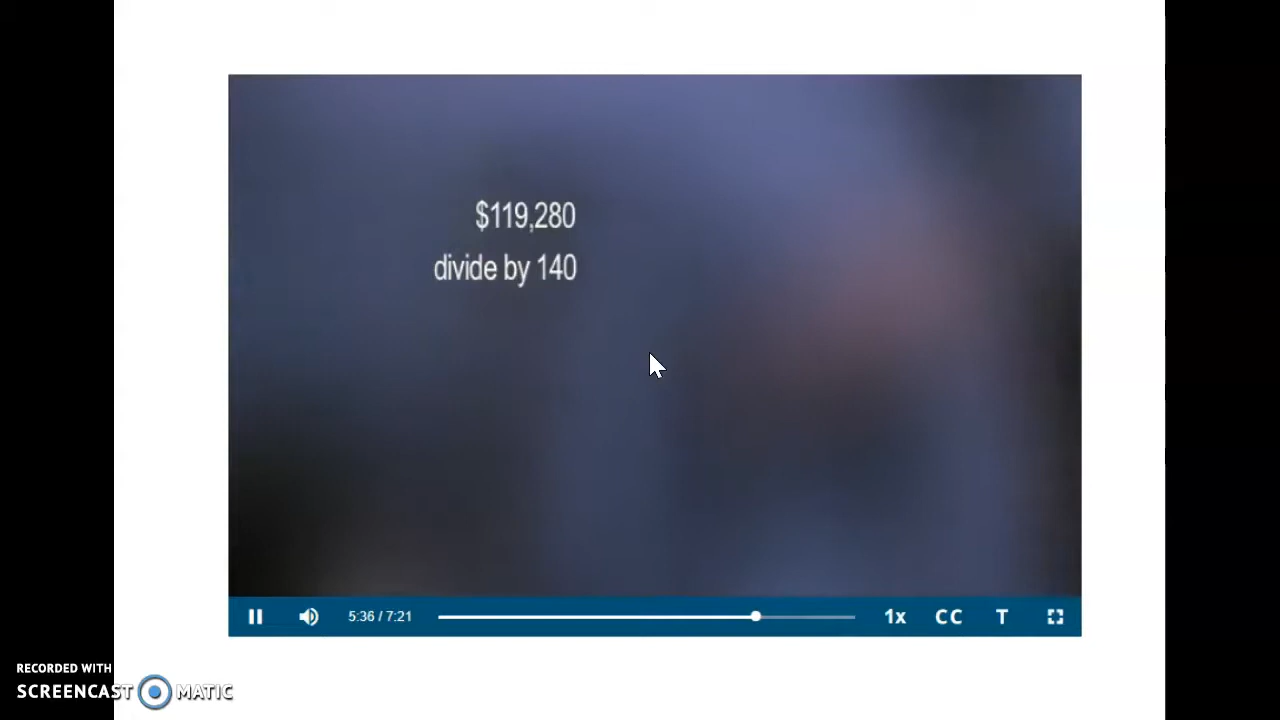 $119,280
divide by 140
5:36 / 7:21
1x
CC
T
RECORDED WITH
SCREENCAST MATIC